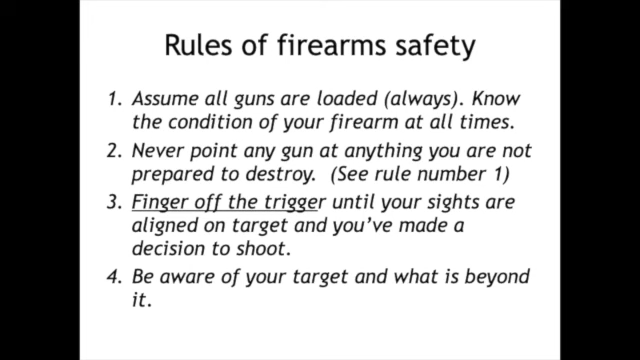 Rules of firearms safety
1. Assume all guns are loaded (always). Know
the condition of your firearm at all times.
2. Never point any gun at anything you are not
prepared to destroy. (See rule number 1)
3. Finger off the trigger until your sights are
aligned on target and you’ve made a
decision to shoot.
4. Be aware of your target and what is beyond
it.